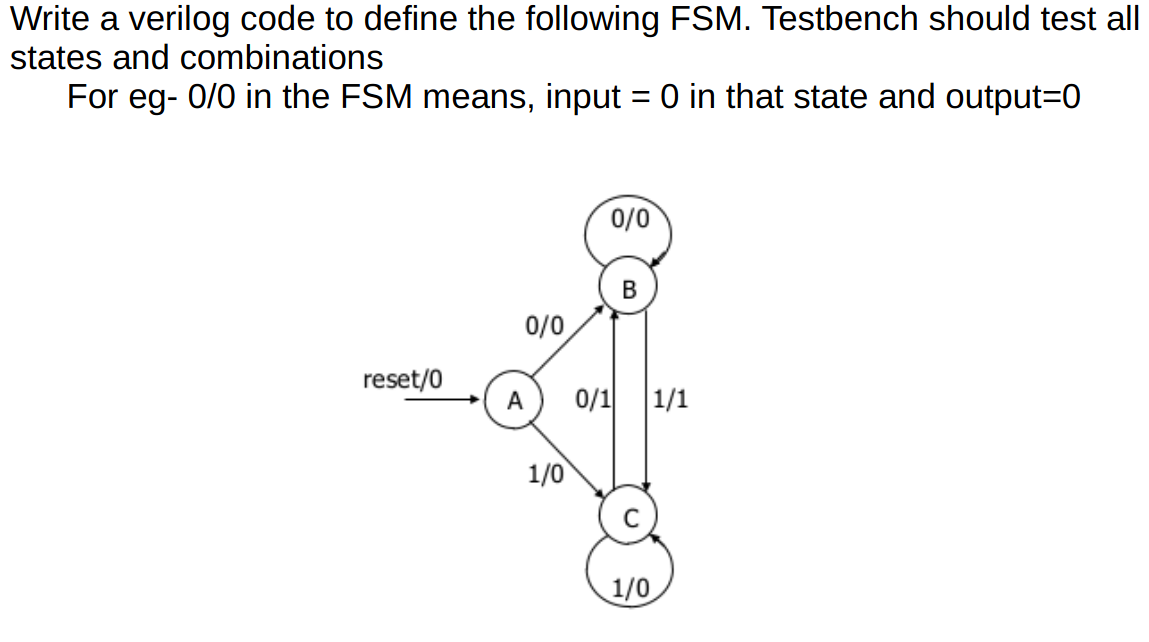 Write a verilog code to define the following FSM. Testbench should test all
states and combinations
For eg- 0/0 in the FSM means, input = 0 in that state and output=0
0/0
B
0/0
reset/0
A
0/1
1/1
1/0
C
1/0